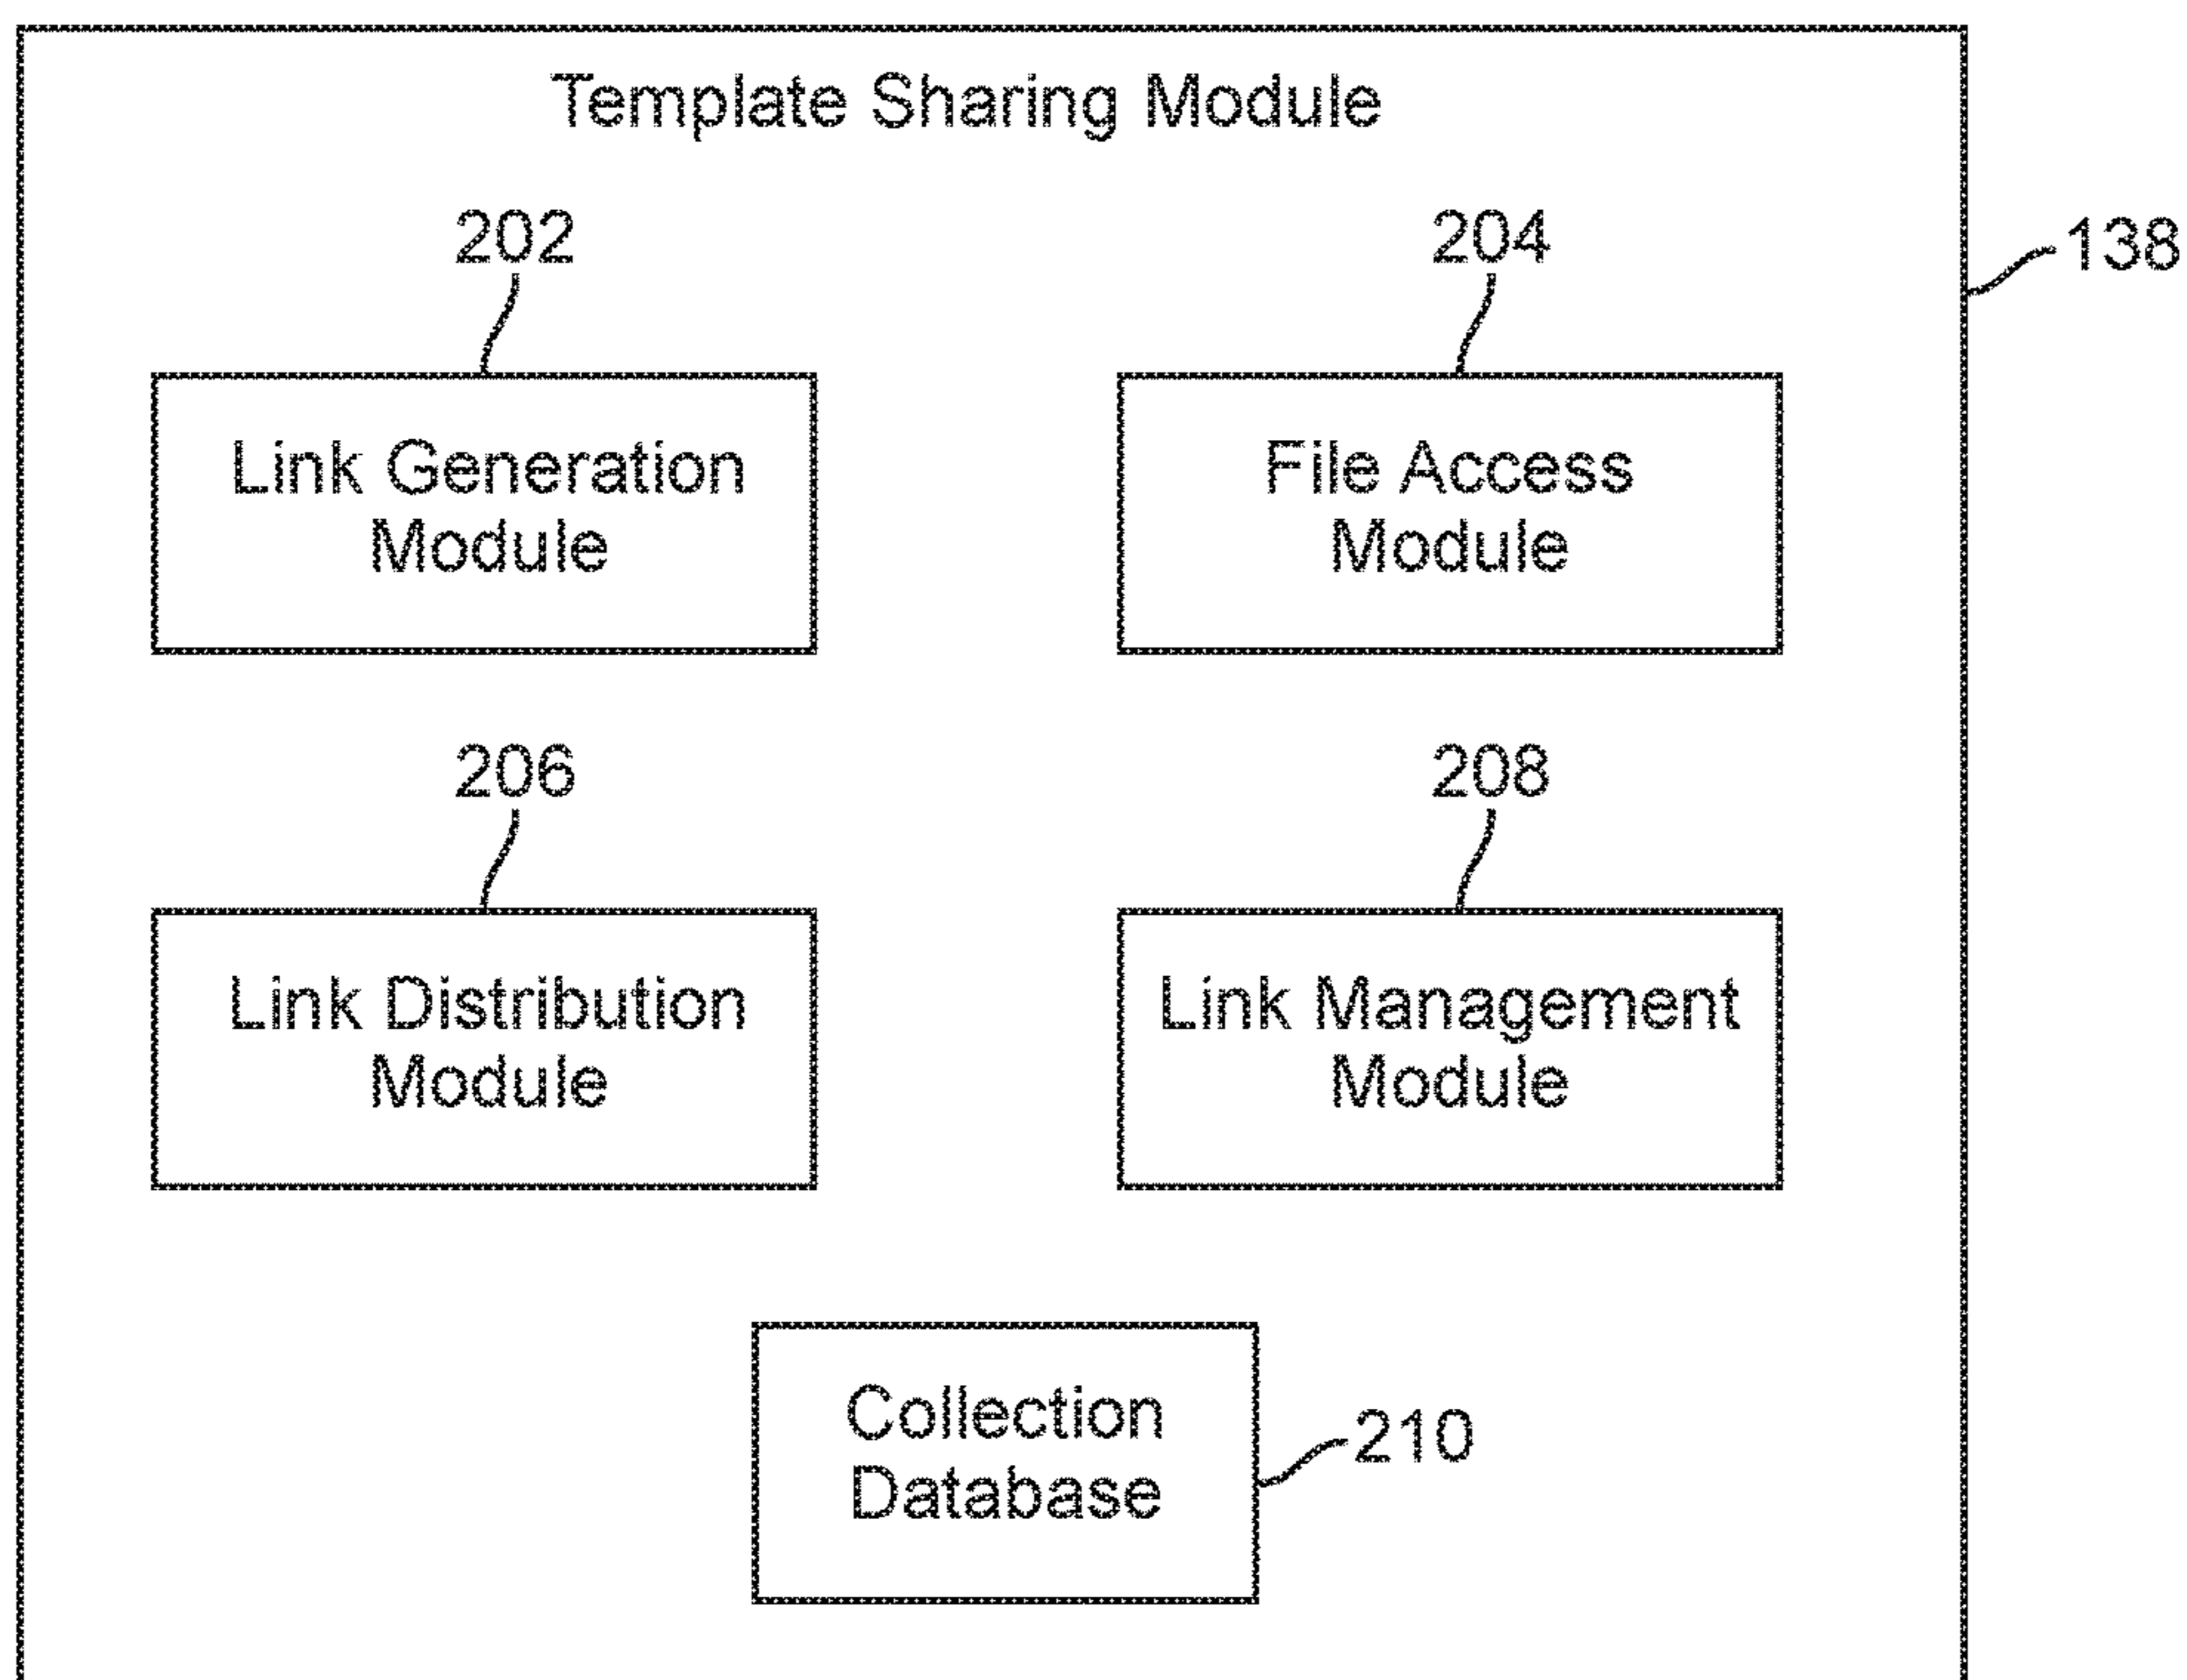 Template Sharing Module
202
204
138
Link Generation
Module
File Access
Module
206
208
Link Distribution
Module
Link Management
Module
Collection
Database
210